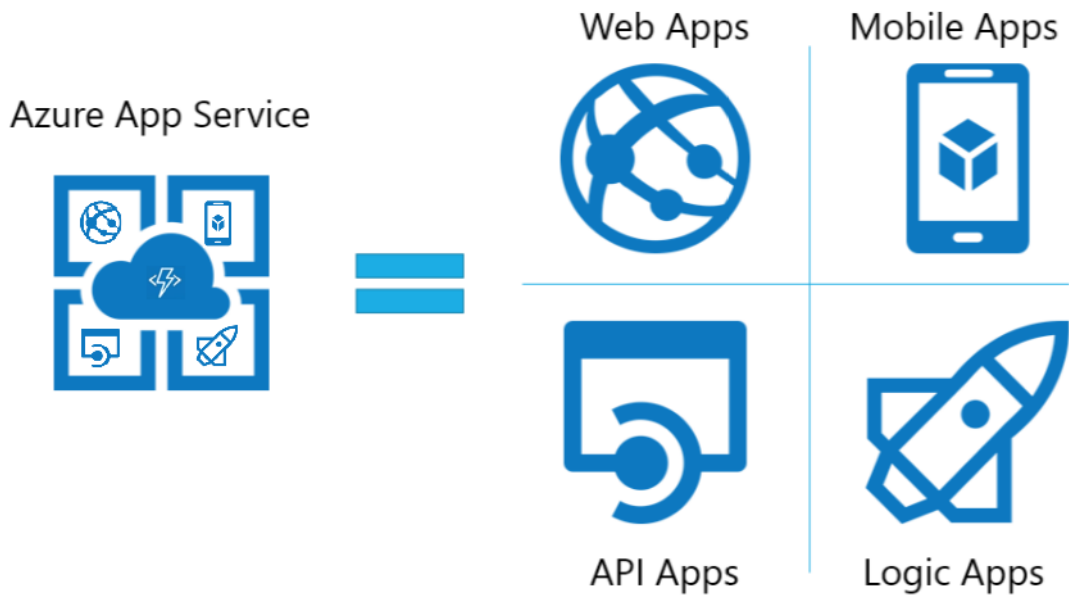 Web Apps
Mobile Apps
Azure App Service
API Apps
Logic Apps